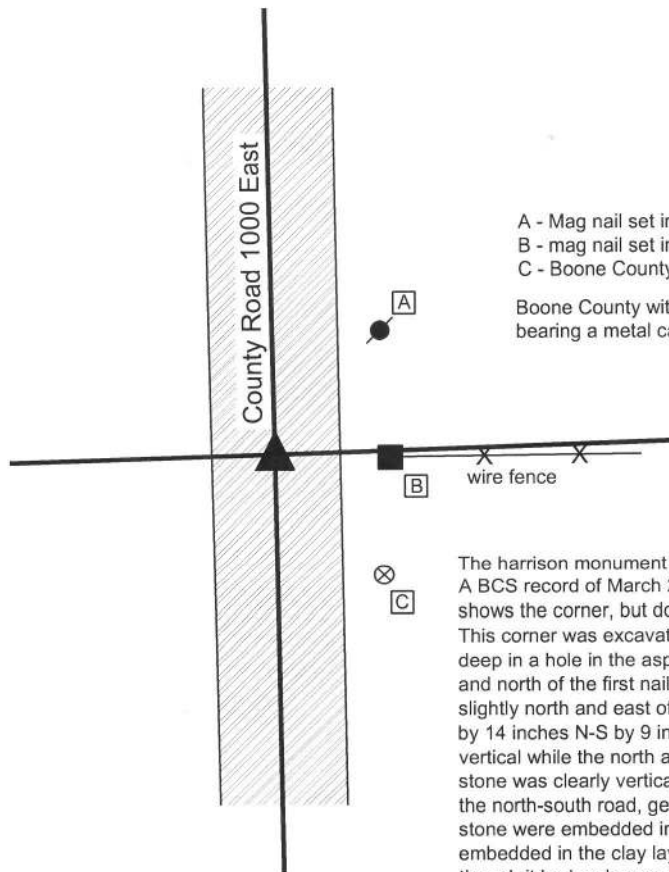 County Road 1000 East
A - Mag nail set in
B - mag nail set in
C - Boone County
Boone County wit
bearing a metal ca
A
B
wire fence
C
The harrison monument
A BCS record of March
shows the corner, but do
This corner was excavat
deep in a hole in the asp
and north of the first nail
slightly north and east of
by 14 inches N-S by 9 in
vertical while the north a
stone was clearly vertica
the north-south road, ge
stone were embedded in
embedded in the clay lay